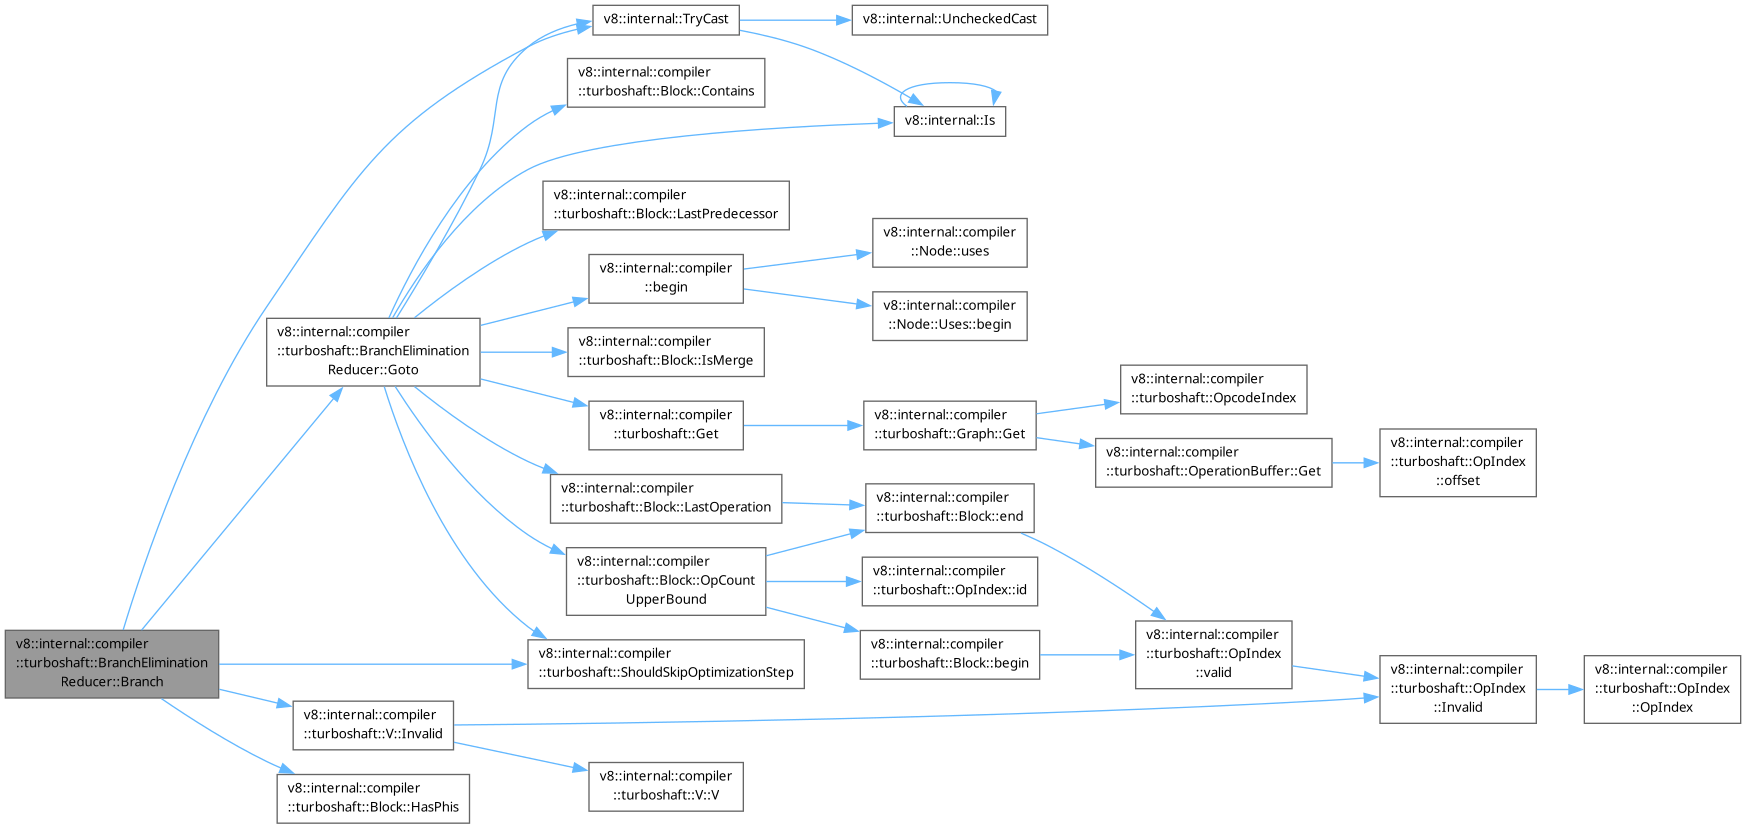 v8::internal::TryCast
v8::internal::UncheckedCast
v8::internal::compiler
::turboshaft::Block::Contains
v8::internal::Is
v8::internal::compiler
::turboshaft::Block::LastPredecessor
v8::internal::compiler
::Node::uses
v8::internal::compiler
::begin
v8::internal::compiler
::Node::Uses::begin
v8::internal::compiler
::turboshaft::BranchElimination
Reducer::Goto
v8::internal::compiler
::turboshaft::Block::IsMerge
v8::internal::compiler
::turboshaft::OpcodeIndex
v8::internal::compiler
::turboshaft::Get
v8::internal::compiler
::turboshaft::Graph::Get
v8::internal::compiler
::turboshaft::OperationBuffer::Get
v8::internal::compiler
::turboshaft::OpIndex
::offset
v8::internal::compiler
::turboshaft::Block::LastOperation
v8::internal::compiler
::turboshaft::Block::end
v8::internal::compiler
::turboshaft::Block::OpCount
UpperBound
v8::internal::compiler
::turboshaft::OpIndex::id
v8::internal::compiler
::turboshaft::BranchElimination
Reducer::Branch
v8::internal::compiler
::turboshaft::ShouldSkipOptimizationStep
v8::internal::compiler
::turboshaft::Block::begin
v8::internal::compiler
::turboshaft::OpIndex
::valid
v8::internal::compiler
::turboshaft::OpIndex
::Invalid
v8::internal::compiler
::turboshaft::OpIndex
::OpIndex
v8::internal::compiler
::turboshaft::V::Invalid
v8::internal::compiler
::turboshaft::V::V
v8::internal::compiler
::turboshaft::Block::HasPhis